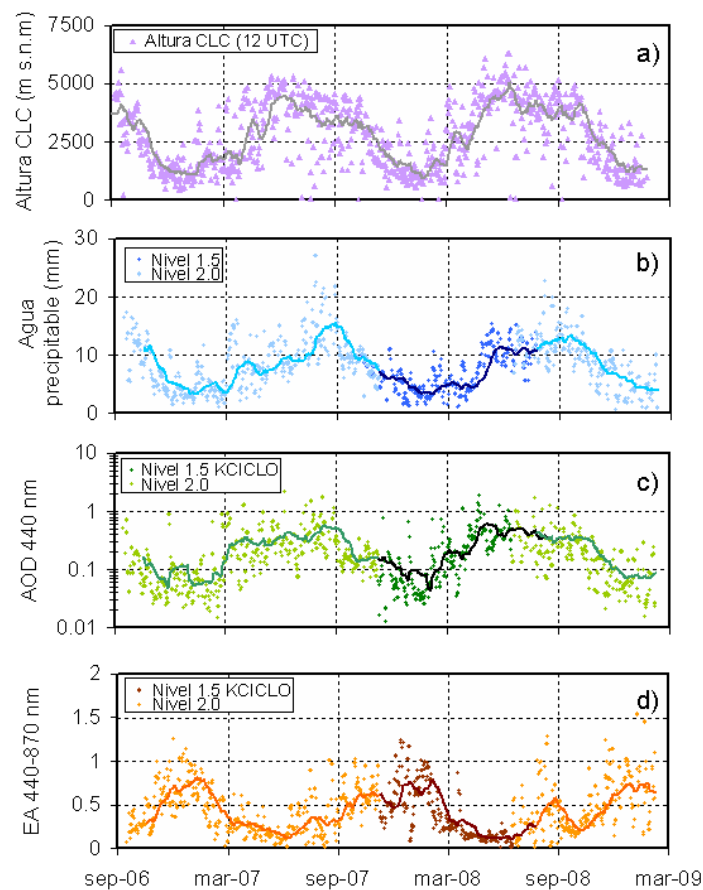 7500
5000
2500
0
Altura CLC (m s.n.m)
Altura CLC (12 UTC)
a)
30
20
10
0
Agua
precipitable (mm)
Nivel 1.5
Nivel 2.0
b)
10
1
0.1
0.01
AOD 440 nm
Nivel 1.5 KCICLO
Nivel 2.0
c)
2
1.5
1
0.5
0
EA 440-870 nm
Nivel 1.5 KCICLO
Nivel 2.0
d)
sep-06 mar-07 sep-07 mar-08 sep-08 mar-09